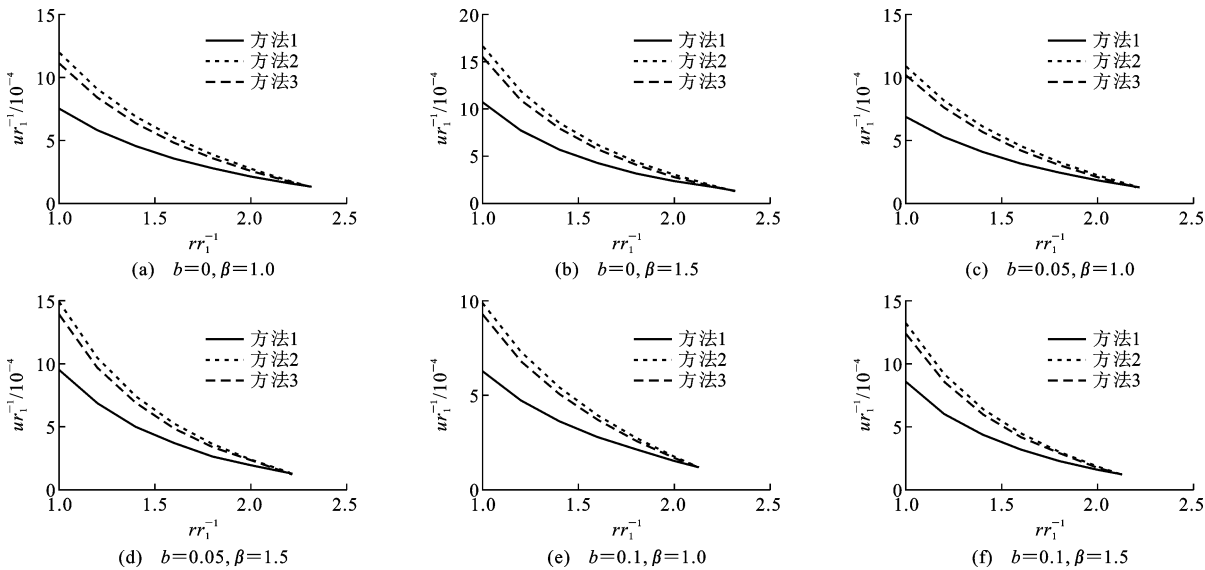 15
10
5
0
ur₁⁻¹/10⁻⁴
方法1
方法2
方法3
1.0 1.5 2.0 2.5
rr₁⁻¹
(a) b=0, β=1.0
20
15
10
5
0
ur₁⁻¹/10⁻⁴
方法1
方法2
方法3
1.0 1.5 2.0 2.5
rr₁⁻¹
(b) b=0, β=1.5
15
10
5
0
ur₁⁻¹/10⁻⁴
方法1
方法2
方法3
1.0 1.5 2.0 2.5
rr₁⁻¹
(c) b=0.05, β=1.0
15
10
5
0
ur₁⁻¹/10⁻⁴
方法1
方法2
方法3
1.0 1.5 2.0 2.5
rr₁⁻¹
(d) b=0.05, β=1.5
10
5
0
ur₁⁻¹/10⁻⁴
方法1
方法2
方法3
1.0 1.5 2.0 2.5
rr₁⁻¹
(e) b=0.1, β=1.0
15
10
5
0
ur₁⁻¹/10⁻⁴
方法1
方法2
方法3
1.0 1.5 2.0 2.5
rr₁⁻¹
(f) b=0.1, β=1.5